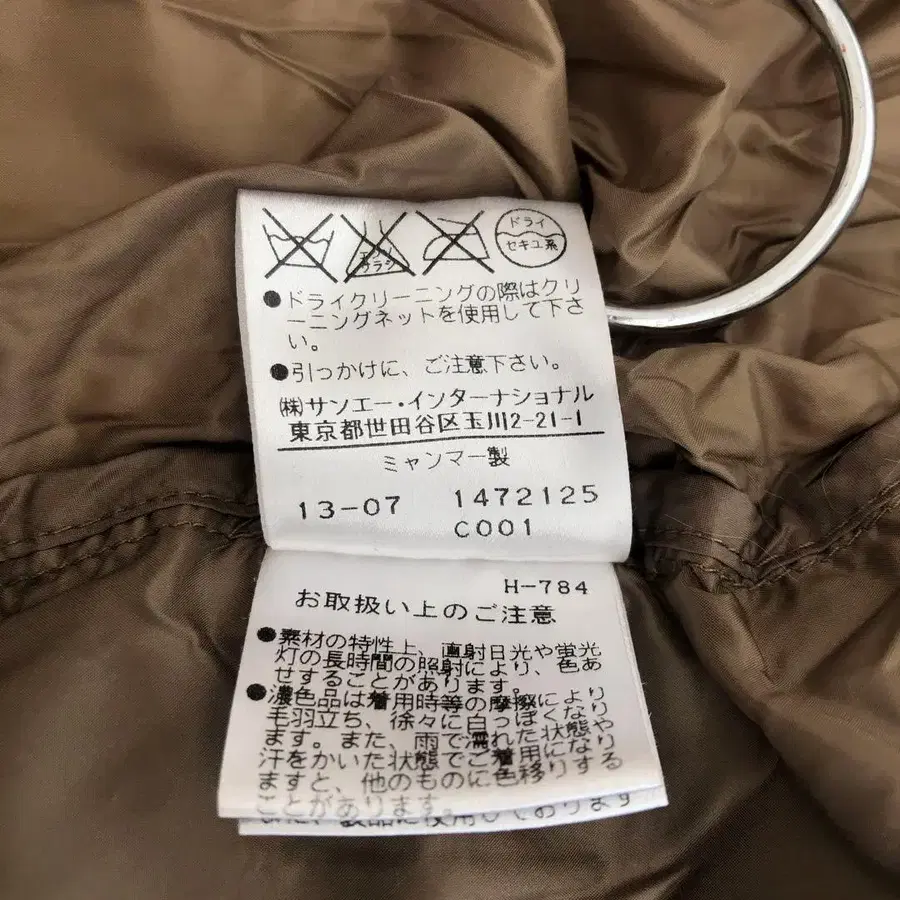 ドライ
セキユ系
エンソ
ブラシ
●ドライクリーニングの際はクリ
ーニングネットを使用して下さ
い。
●引っかけに、ご注意下さい。
㈱サンエー・インターナショナル
東京都世田谷区玉川2-21-1
ミャンマー製
13-07 1472125
C001
H-784
お取扱い上のご注意
●素材の特性上、直射日光や蛍光
灯の長時間の照射により、色あ
せすることがあります。
●濃色品は着用時等の摩擦により
毛羽立ち、徐々に白っぽくなり
ます。また、雨で濡れた状態や
汗をかいた状態でご着用になり
ますと、他のものに色移りする
ことがあります。